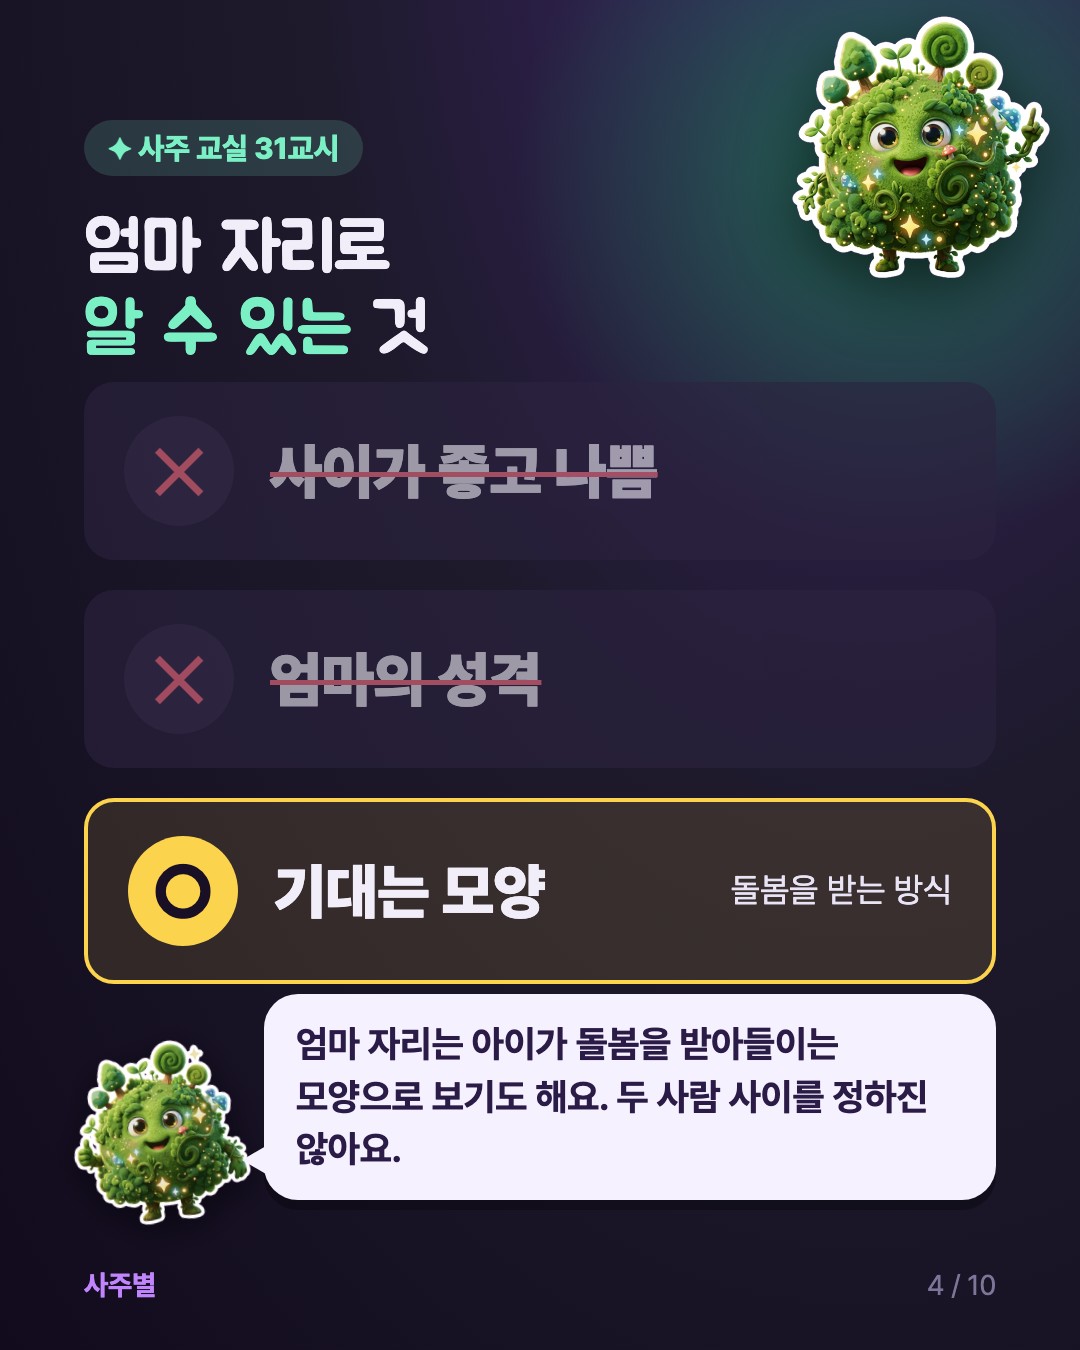 ✦ 사주 교실 31교시
엄마 자리로
알 수 있는 것
사이가 좋고 나쁨
엄마의 성격
기대는 모양
돌봄을 받는 방식
엄마 자리는 아이가 돌봄을 받아들이는
모양으로 보기도 해요. 두 사람 사이를 정하진
않아요.
사주별
4 / 10